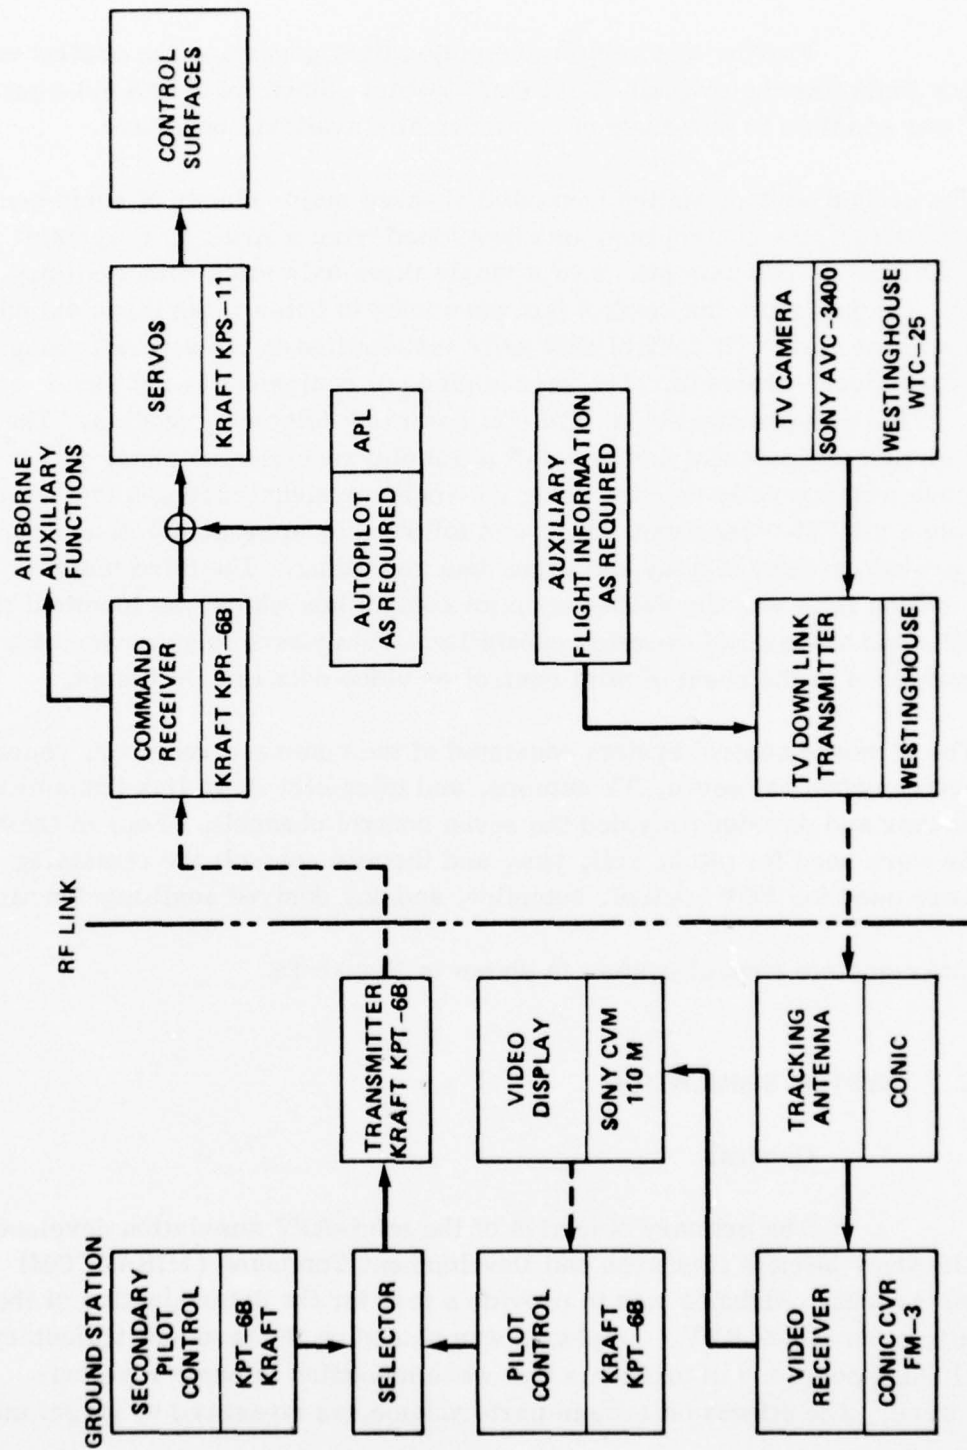 GROUND STATION
SECONDARY
PILOT
CONTROL
KPT-6B
KRAFT
SELECTOR
PILOT
CONTROL
KRAFT
KPT-6B
VIDEO
RECEIVER
CONIC CVR
FM-3
TRANSMITTER
KRAFT KPT-6B
VIDEO
DISPLAY
SONY CVM
110 M
TRACKING
ANTENNA
CONIC
RF LINK
AIRBORNE
AUXILIARY
FUNCTIONS
COMMAND
RECEIVER
KRAFT KPR-6B
SERVOS
KRAFT KPS-11
CONTROL
SURFACES
AUTOPILOT
AS REQUIRED
APL
AUXILIARY
FLIGHT INFORMATION
AS REQUIRED
TV DOWN LINK
TRANSMITTER
WESTINGHOUSE
TV CAMERA
SONY AVC-3400
WESTINGHOUSE
WTC-25